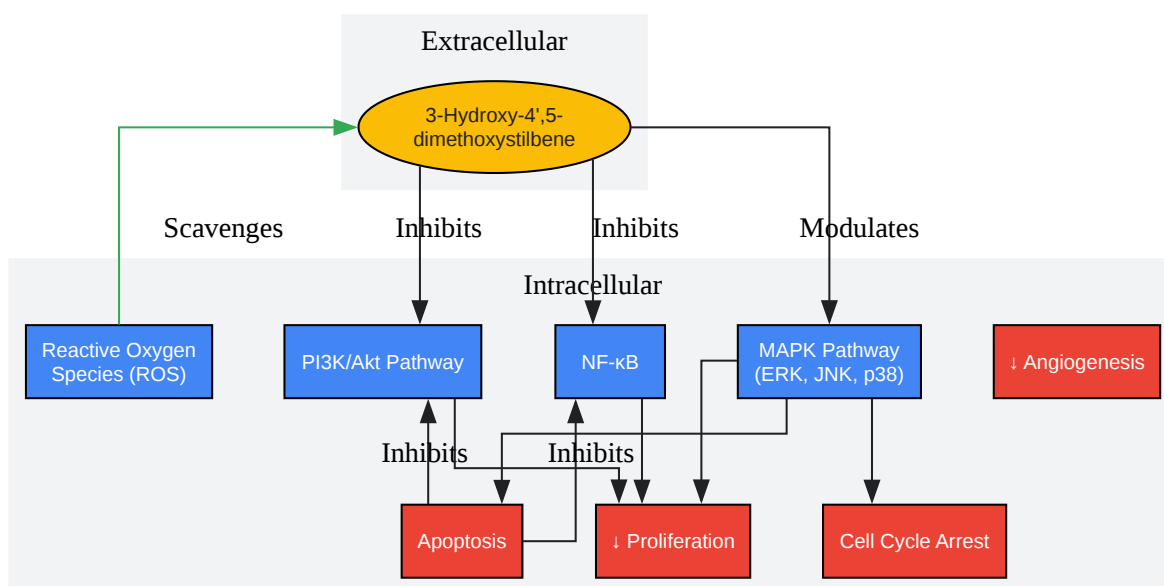 Extracellular
3-Hydroxy-4',5-
dimethoxystilbene
Scavenges
Inhibits
Inhibits
Modulates
Intracellular
Reactive Oxygen
Species (ROS)
PI3K/Akt Pathway
NF-κB
MAPK Pathway
(ERK, JNK, p38)
↓ Angiogenesis
Inhibits
Inhibits
Apoptosis
↓ Proliferation
Cell Cycle Arrest